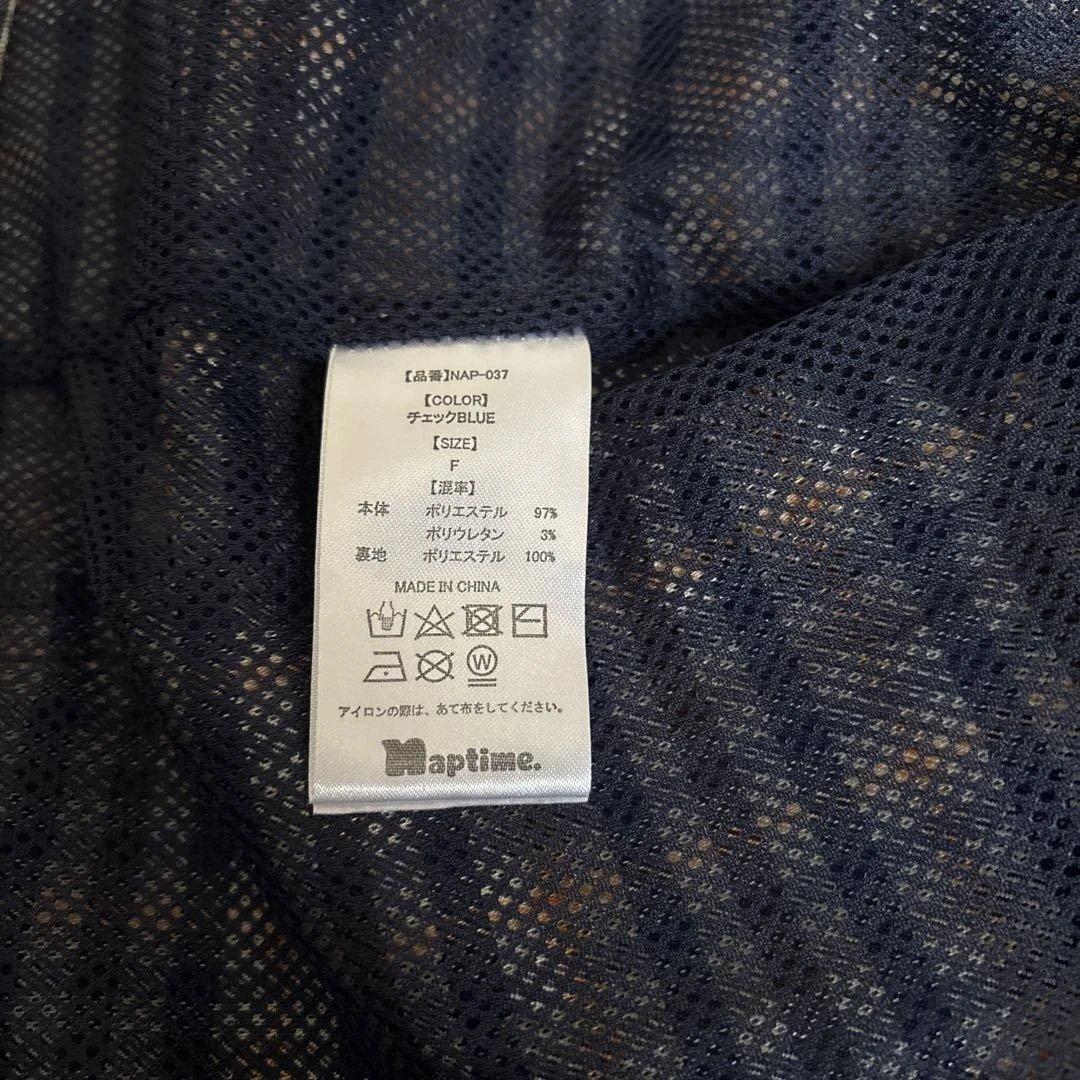 【品番】NAP-037
【COLOR】
チェックBLUE
【SIZE】
F
【混率】
本体 ポリエステル 97%
ポリウレタン 3%
裏地 ポリエステル 100%
MADE IN CHINA
W
アイロンの際は、あて布をしてください。
Naptime.